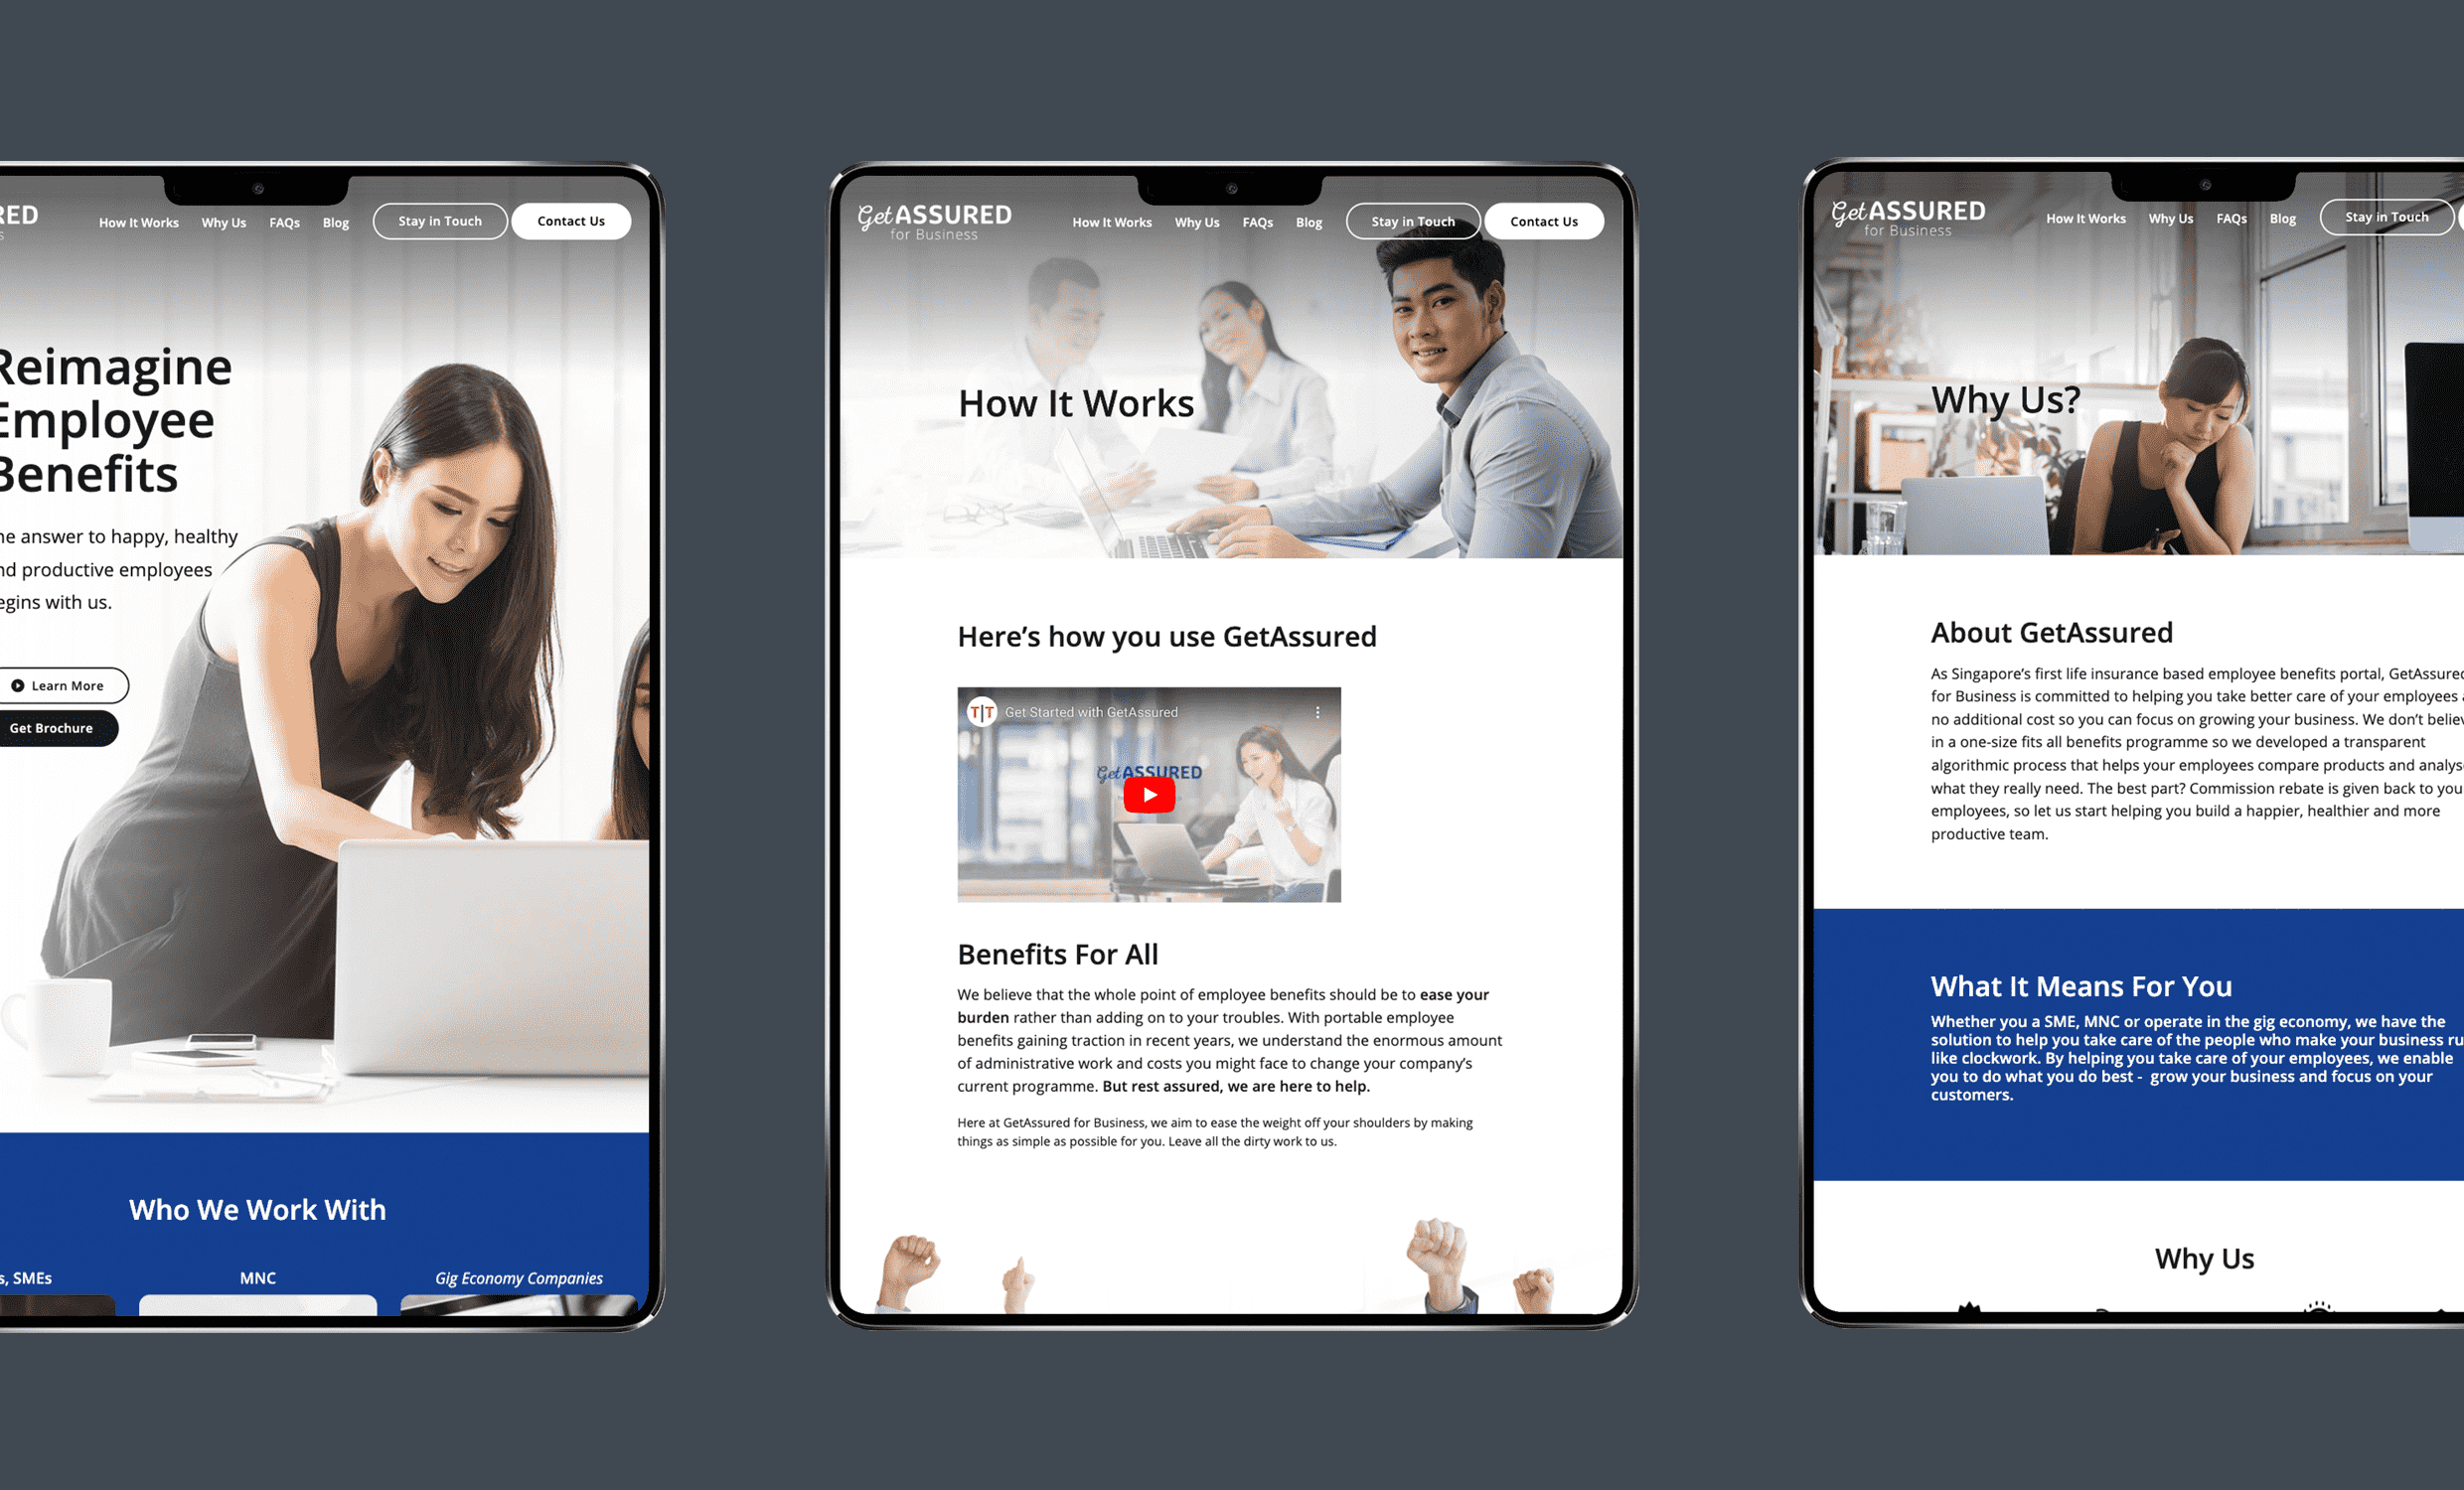 RED
How It Works
Why Us
FAQs
Blog
Stay in Touch
Contact Us
Reimagine
Employee
Benefits
he answer to happy, healthy
nd productive employees
egins with us.
Learn More
Get Brochure
Who We Work With
s, SMEs
MNC
Gig Economy Companies
GetASSURED
for Business
How It Works
Why Us
FAQs
Blog
Stay in Touch
Contact Us
How It Works
Here’s how you use GetAssured
T|T
Get Started with GetAssured
GetASSURED
Benefits For All
We believe that the whole point of employee benefits should be to ease your
burden rather than adding on to your troubles. With portable employee
benefits gaining traction in recent years, we understand the enormous amount
of administrative work and costs you might face to change your company’s
current programme. But rest assured, we are here to help.
Here at GetAssured for Business, we aim to ease the weight off your shoulders by making
things as simple as possible for you. Leave all the dirty work to us.
GetASSURED
for Business
How It Works
Why Us
FAQs
Blog
Stay in Touch
Why Us?
About GetAssured
As Singapore’s first life insurance based employee benefits portal, GetAssured
for Business is committed to helping you take better care of your employees a
no additional cost so you can focus on growing your business. We don’t believ
in a one-size fits all benefits programme so we developed a transparent
algorithmic process that helps your employees compare products and analys
what they really need. The best part? Commission rebate is given back to you
employees, so let us start helping you build a happier, healthier and more
productive team.
What It Means For You
Whether you a SME, MNC or operate in the gig economy, we have the
solution to help you take care of the people who make your business ru
like clockwork. By helping you take care of your employees, we enable
you to do what you do best -  grow your business and focus on your
customers.
Why Us